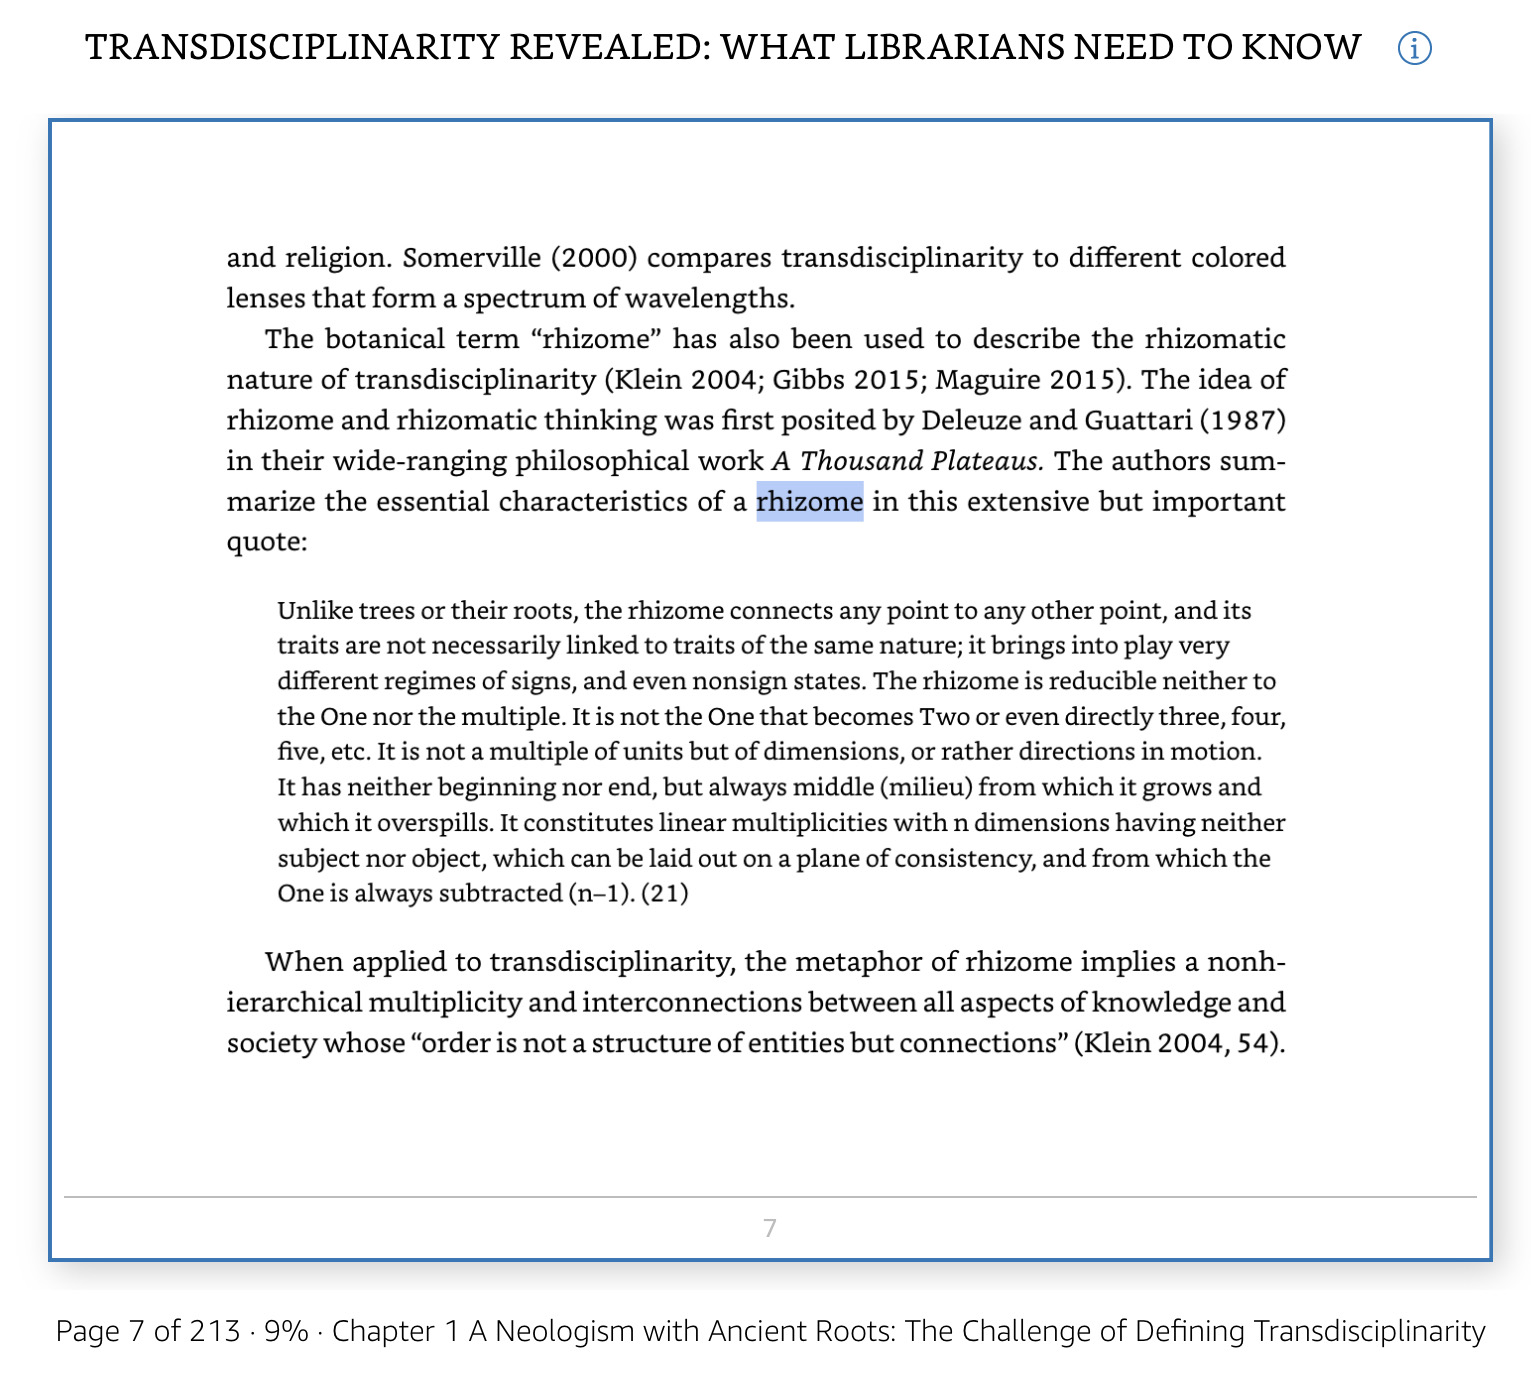 TRANSDISCIPLINARITY REVEALED: WHAT LIBRARIANS NEED TO KNOW
and religion. Somerville (2000) compares transdisciplinarity to different colored
lenses that form a spectrum of wavelengths.
The botanical term “rhizome” has also been used to describe the rhizomatic
nature of transdisciplinarity (Klein 2004; Gibbs 2015; Maguire 2015). The idea of
rhizome and rhizomatic thinking was first posited by Deleuze and Guattari (1987)
in their wide-ranging philosophical work A Thousand Plateaus. The authors sum-
marize the essential characteristics of a rhizome in this extensive but important
quote:
Unlike trees or their roots, the rhizome connects any point to any other point, and its
traits are not necessarily linked to traits of the same nature; it brings into play very
different regimes of signs, and even nonsign states. The rhizome is reducible neither to
the One nor the multiple. It is not the One that becomes Two or even directly three, four,
five, etc. It is not a multiple of units but of dimensions, or rather directions in motion.
It has neither beginning nor end, but always middle (milieu) from which it grows and
which it overspills. It constitutes linear multiplicities with n dimensions having neither
subject nor object, which can be laid out on a plane of consistency, and from which the
One is always subtracted (n–1). (21)
When applied to transdisciplinarity, the metaphor of rhizome implies a nonh-
ierarchical multiplicity and interconnections between all aspects of knowledge and
society whose “order is not a structure of entities but connections” (Klein 2004, 54).
7
Page 7 of 213 · 9% · Chapter 1 A Neologism with Ancient Roots: The Challenge of Defining Transdisciplinarity